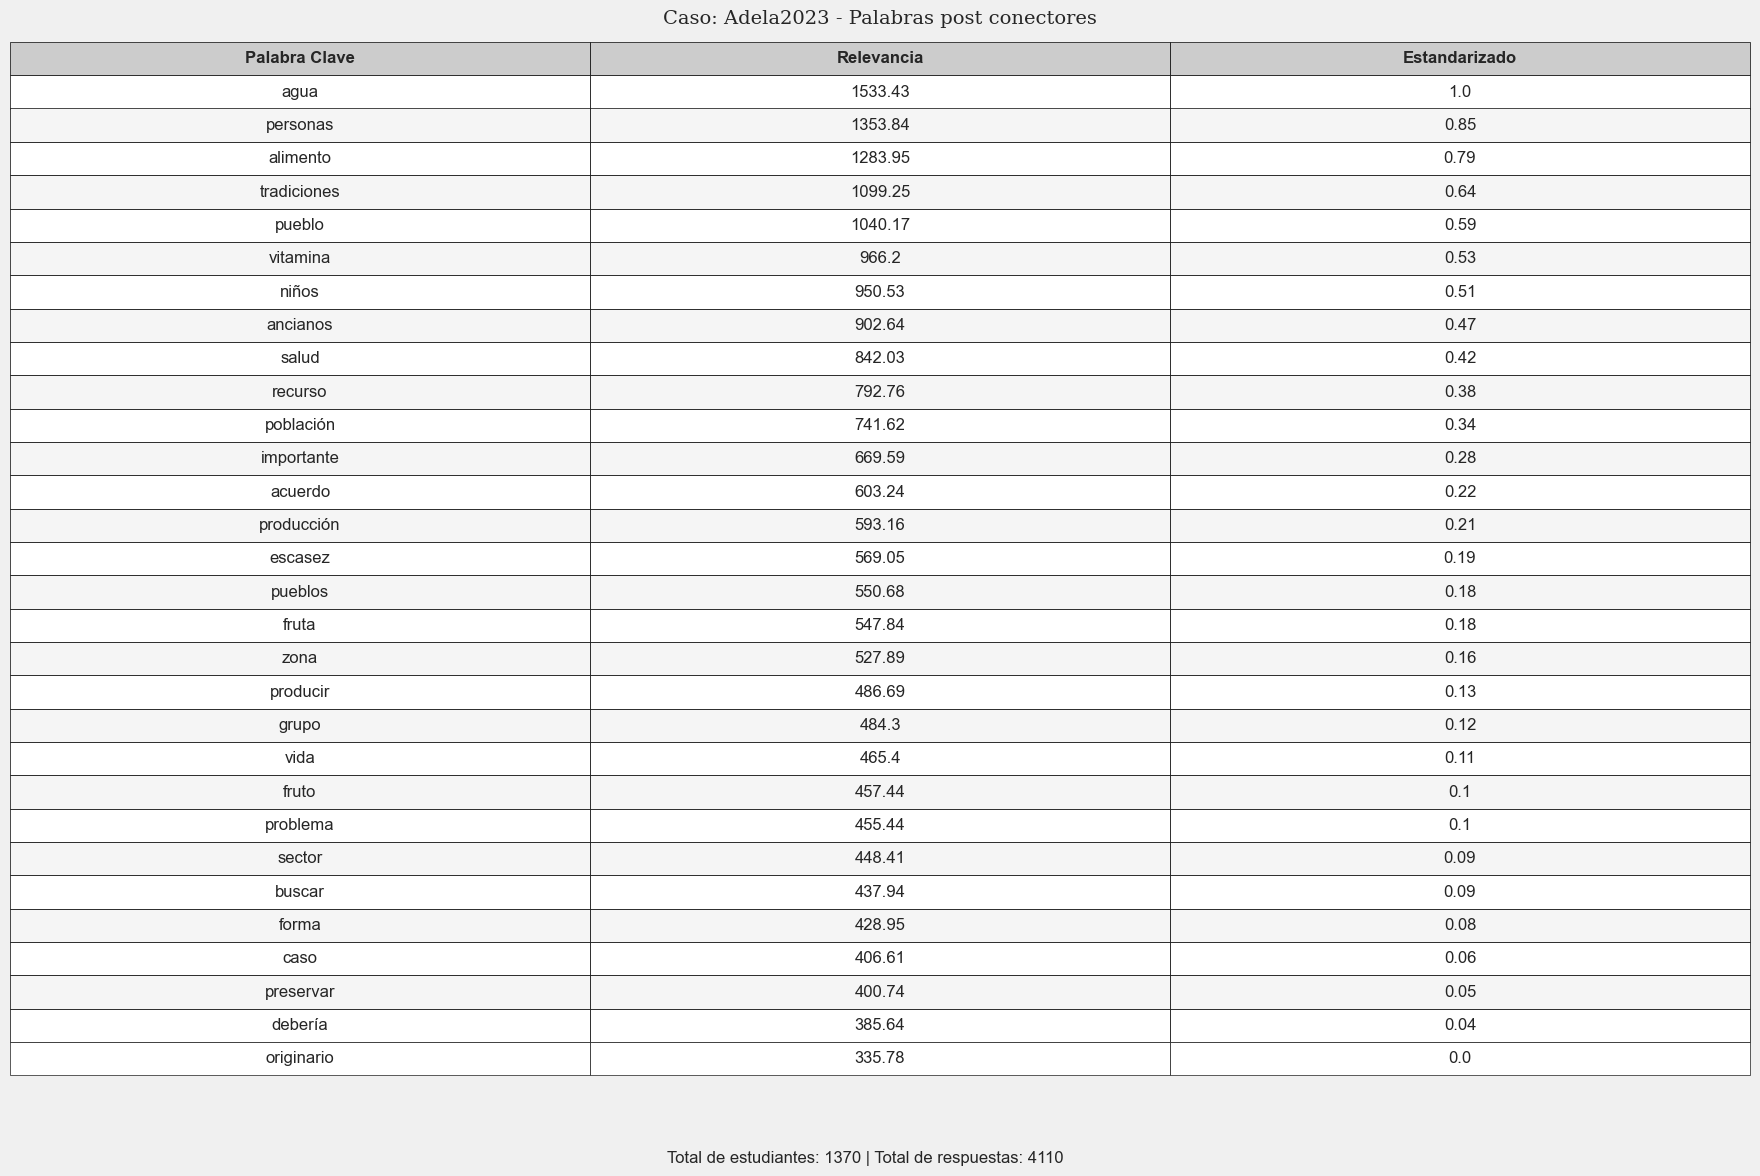 Caso: Adela2023 - Palabras post conectores
Palabra Clave Relevancia Estandarizado
agua 1533.43 1.0
personas 1353.84 0.85
alimento 1283.95 0.79
tradiciones 1099.25 0.64
pueblo 1040.17 0.59
vitamina 966.2 0.53
niños 950.53 0.51
ancianos 902.64 0.47
salud 842.03 0.42
recurso 792.76 0.38
población 741.62 0.34
importante 669.59 0.28
acuerdo 603.24 0.22
producción 593.16 0.21
escasez 569.05 0.19
pueblos 550.68 0.18
fruta 547.84 0.18
zona 527.89 0.16
producir 486.69 0.13
grupo 484.3 0.12
vida 465.4 0.11
fruto 457.44 0.1
problema 455.44 0.1
sector 448.41 0.09
buscar 437.94 0.09
forma 428.95 0.08
caso 406.61 0.06
preservar 400.74 0.05
debería 385.64 0.04
originario 335.78 0.0
Total de estudiantes: 1370 | Total de respuestas: 4110